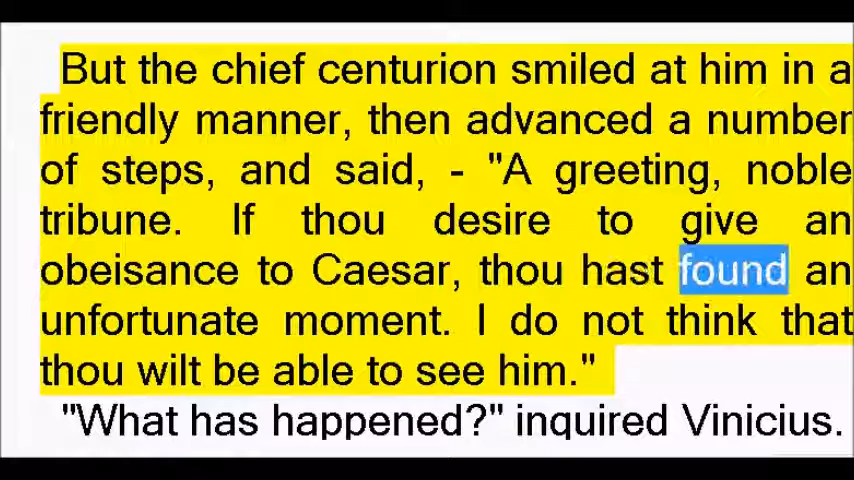 But the chief centurion smiled at him in a
friendly manner, then advanced a number
of steps, and said, - "A greeting, noble
tribune. If thou desire to give an
obeisance to Caesar, thou hast found an
unfortunate moment. I do not think that
thou wilt be able to see him."
"What has happened?" inquired Vinicius.